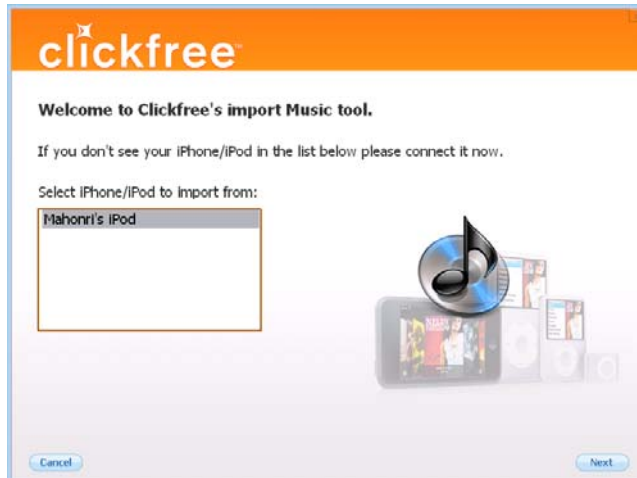 clickfree™
Welcome to Clickfree's import Music tool.
If you don't see your iPhone/iPod in the list below please connect it now.
Select iPhone/iPod to import from:
Mahonri's iPod
Cancel
Next